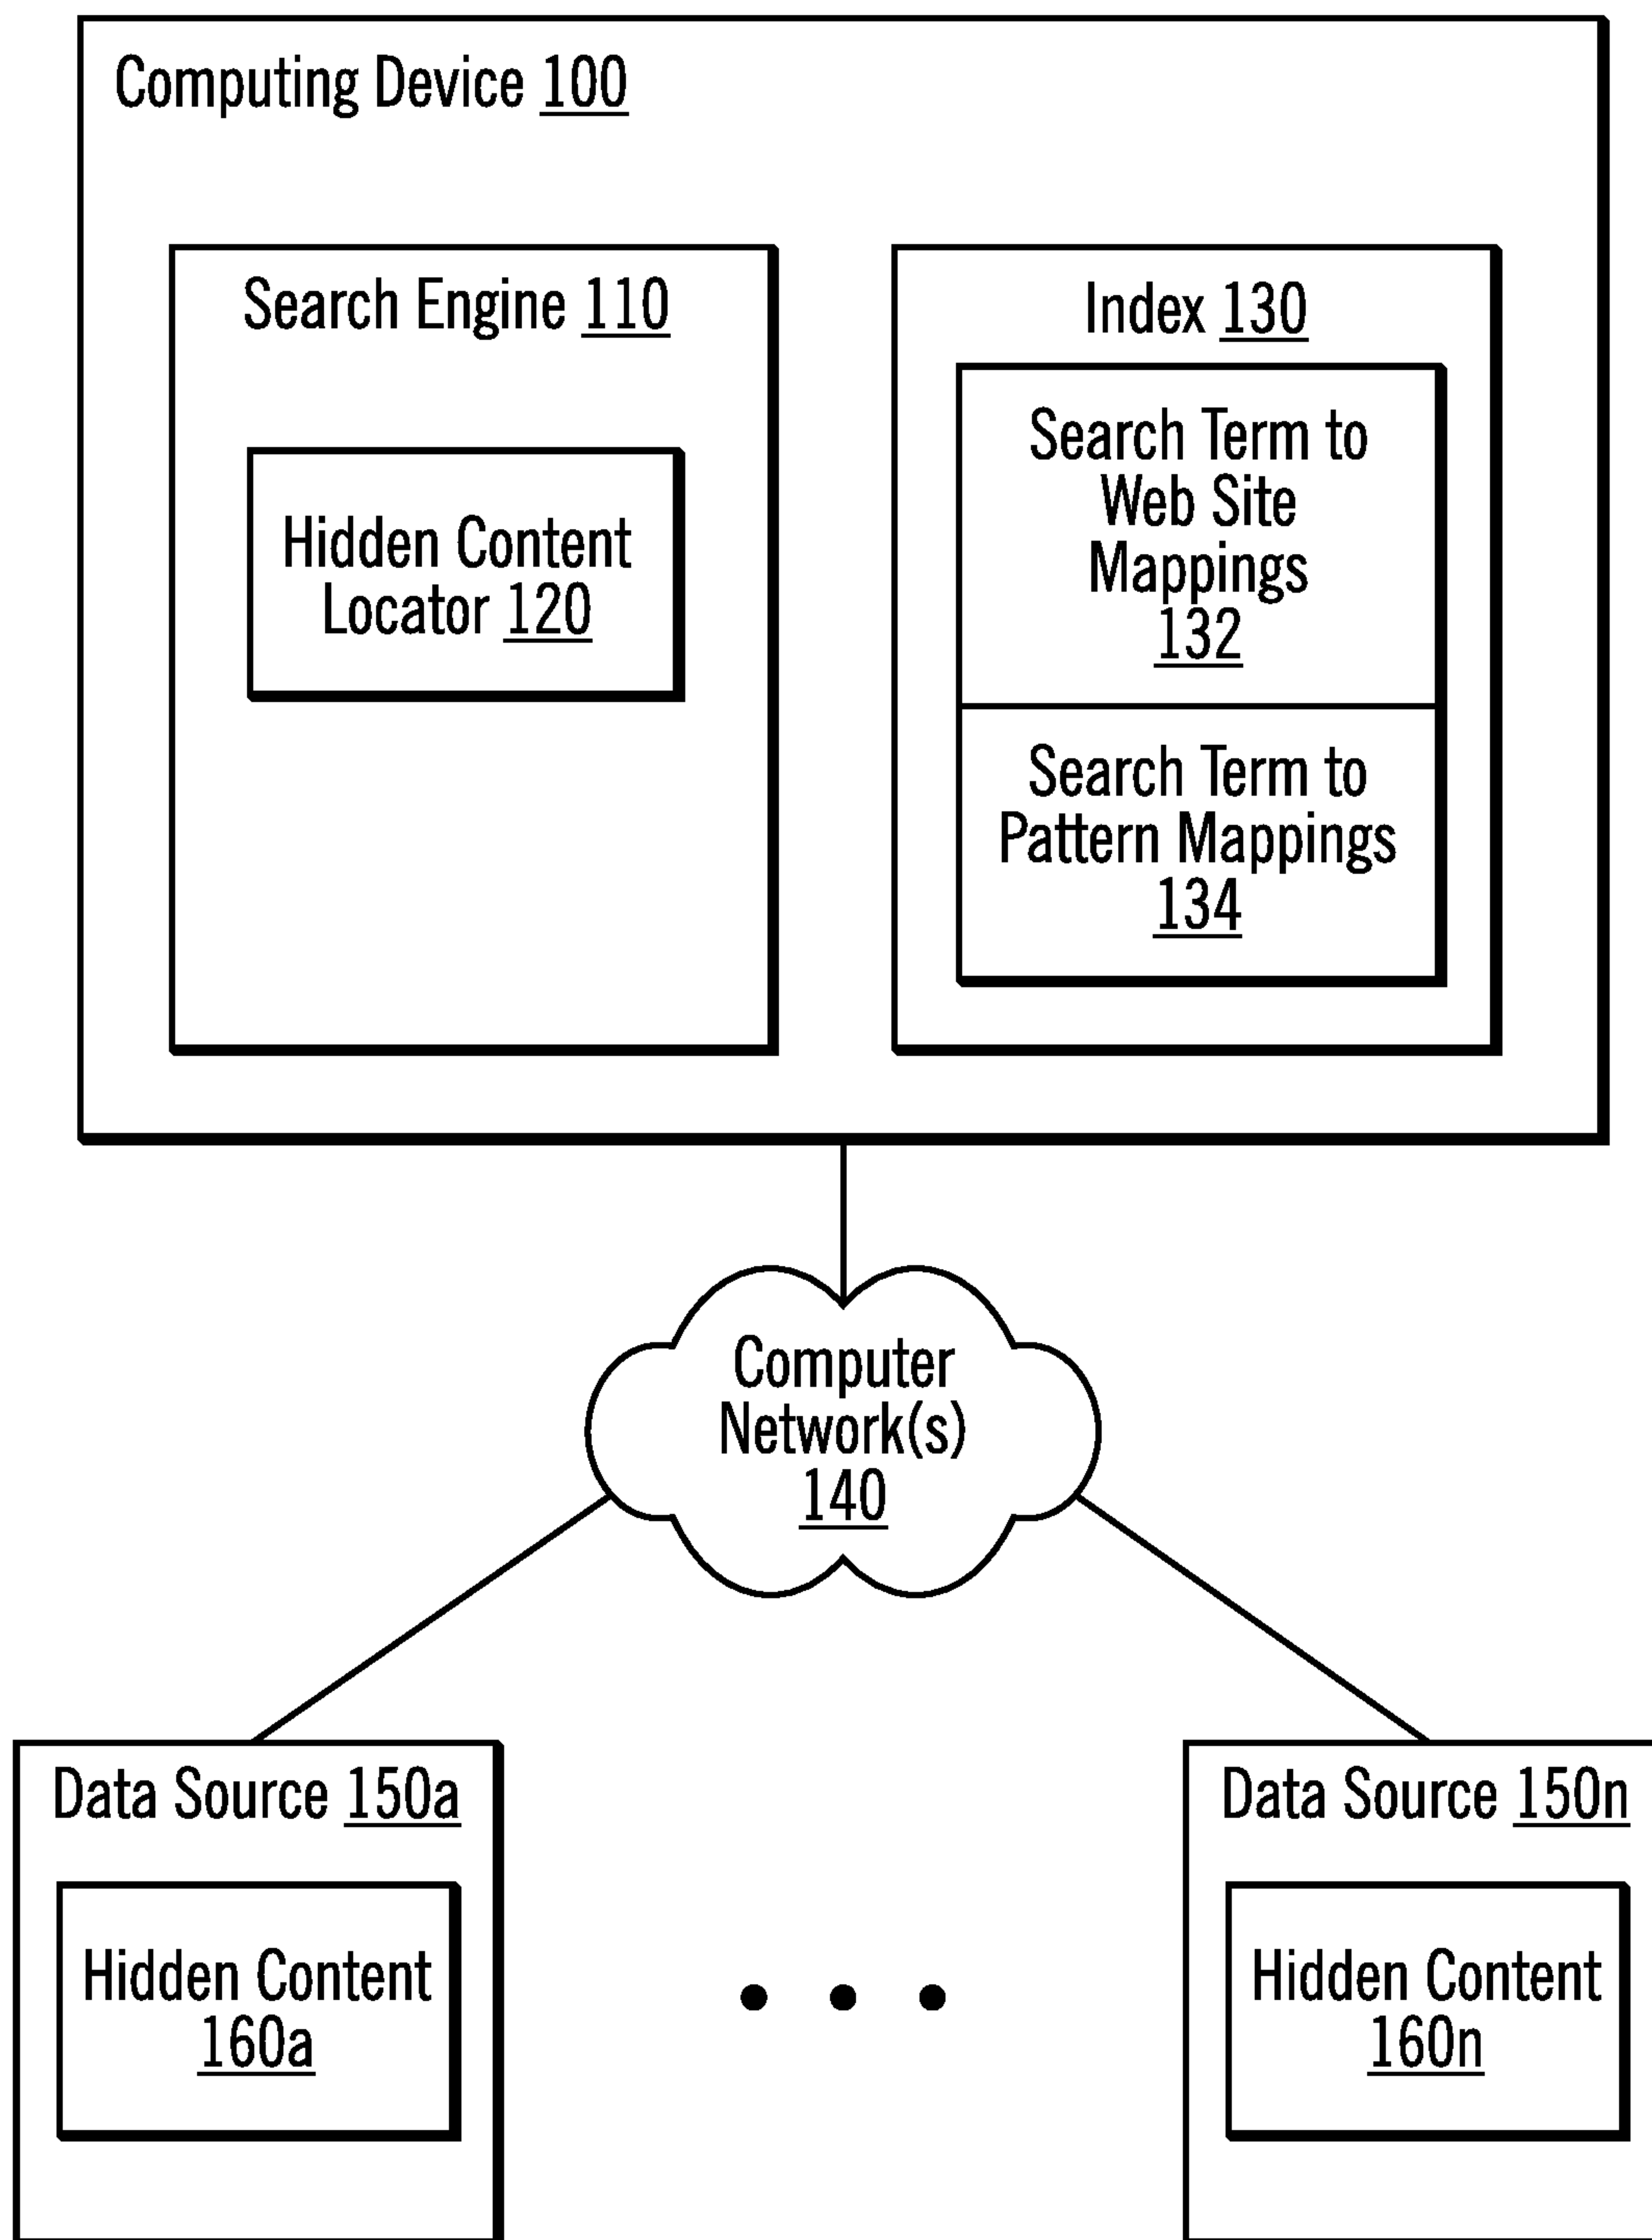 Computing Device 100
Search Engine 110
Hidden Content
Locator 120
Index 130
Search Term to
Web Site
Mappings
132
Search Term to
Pattern Mappings
134
Computer
Network(s)
140
Data Source 150a
Hidden Content
160a
Data Source 150n
Hidden Content
160n